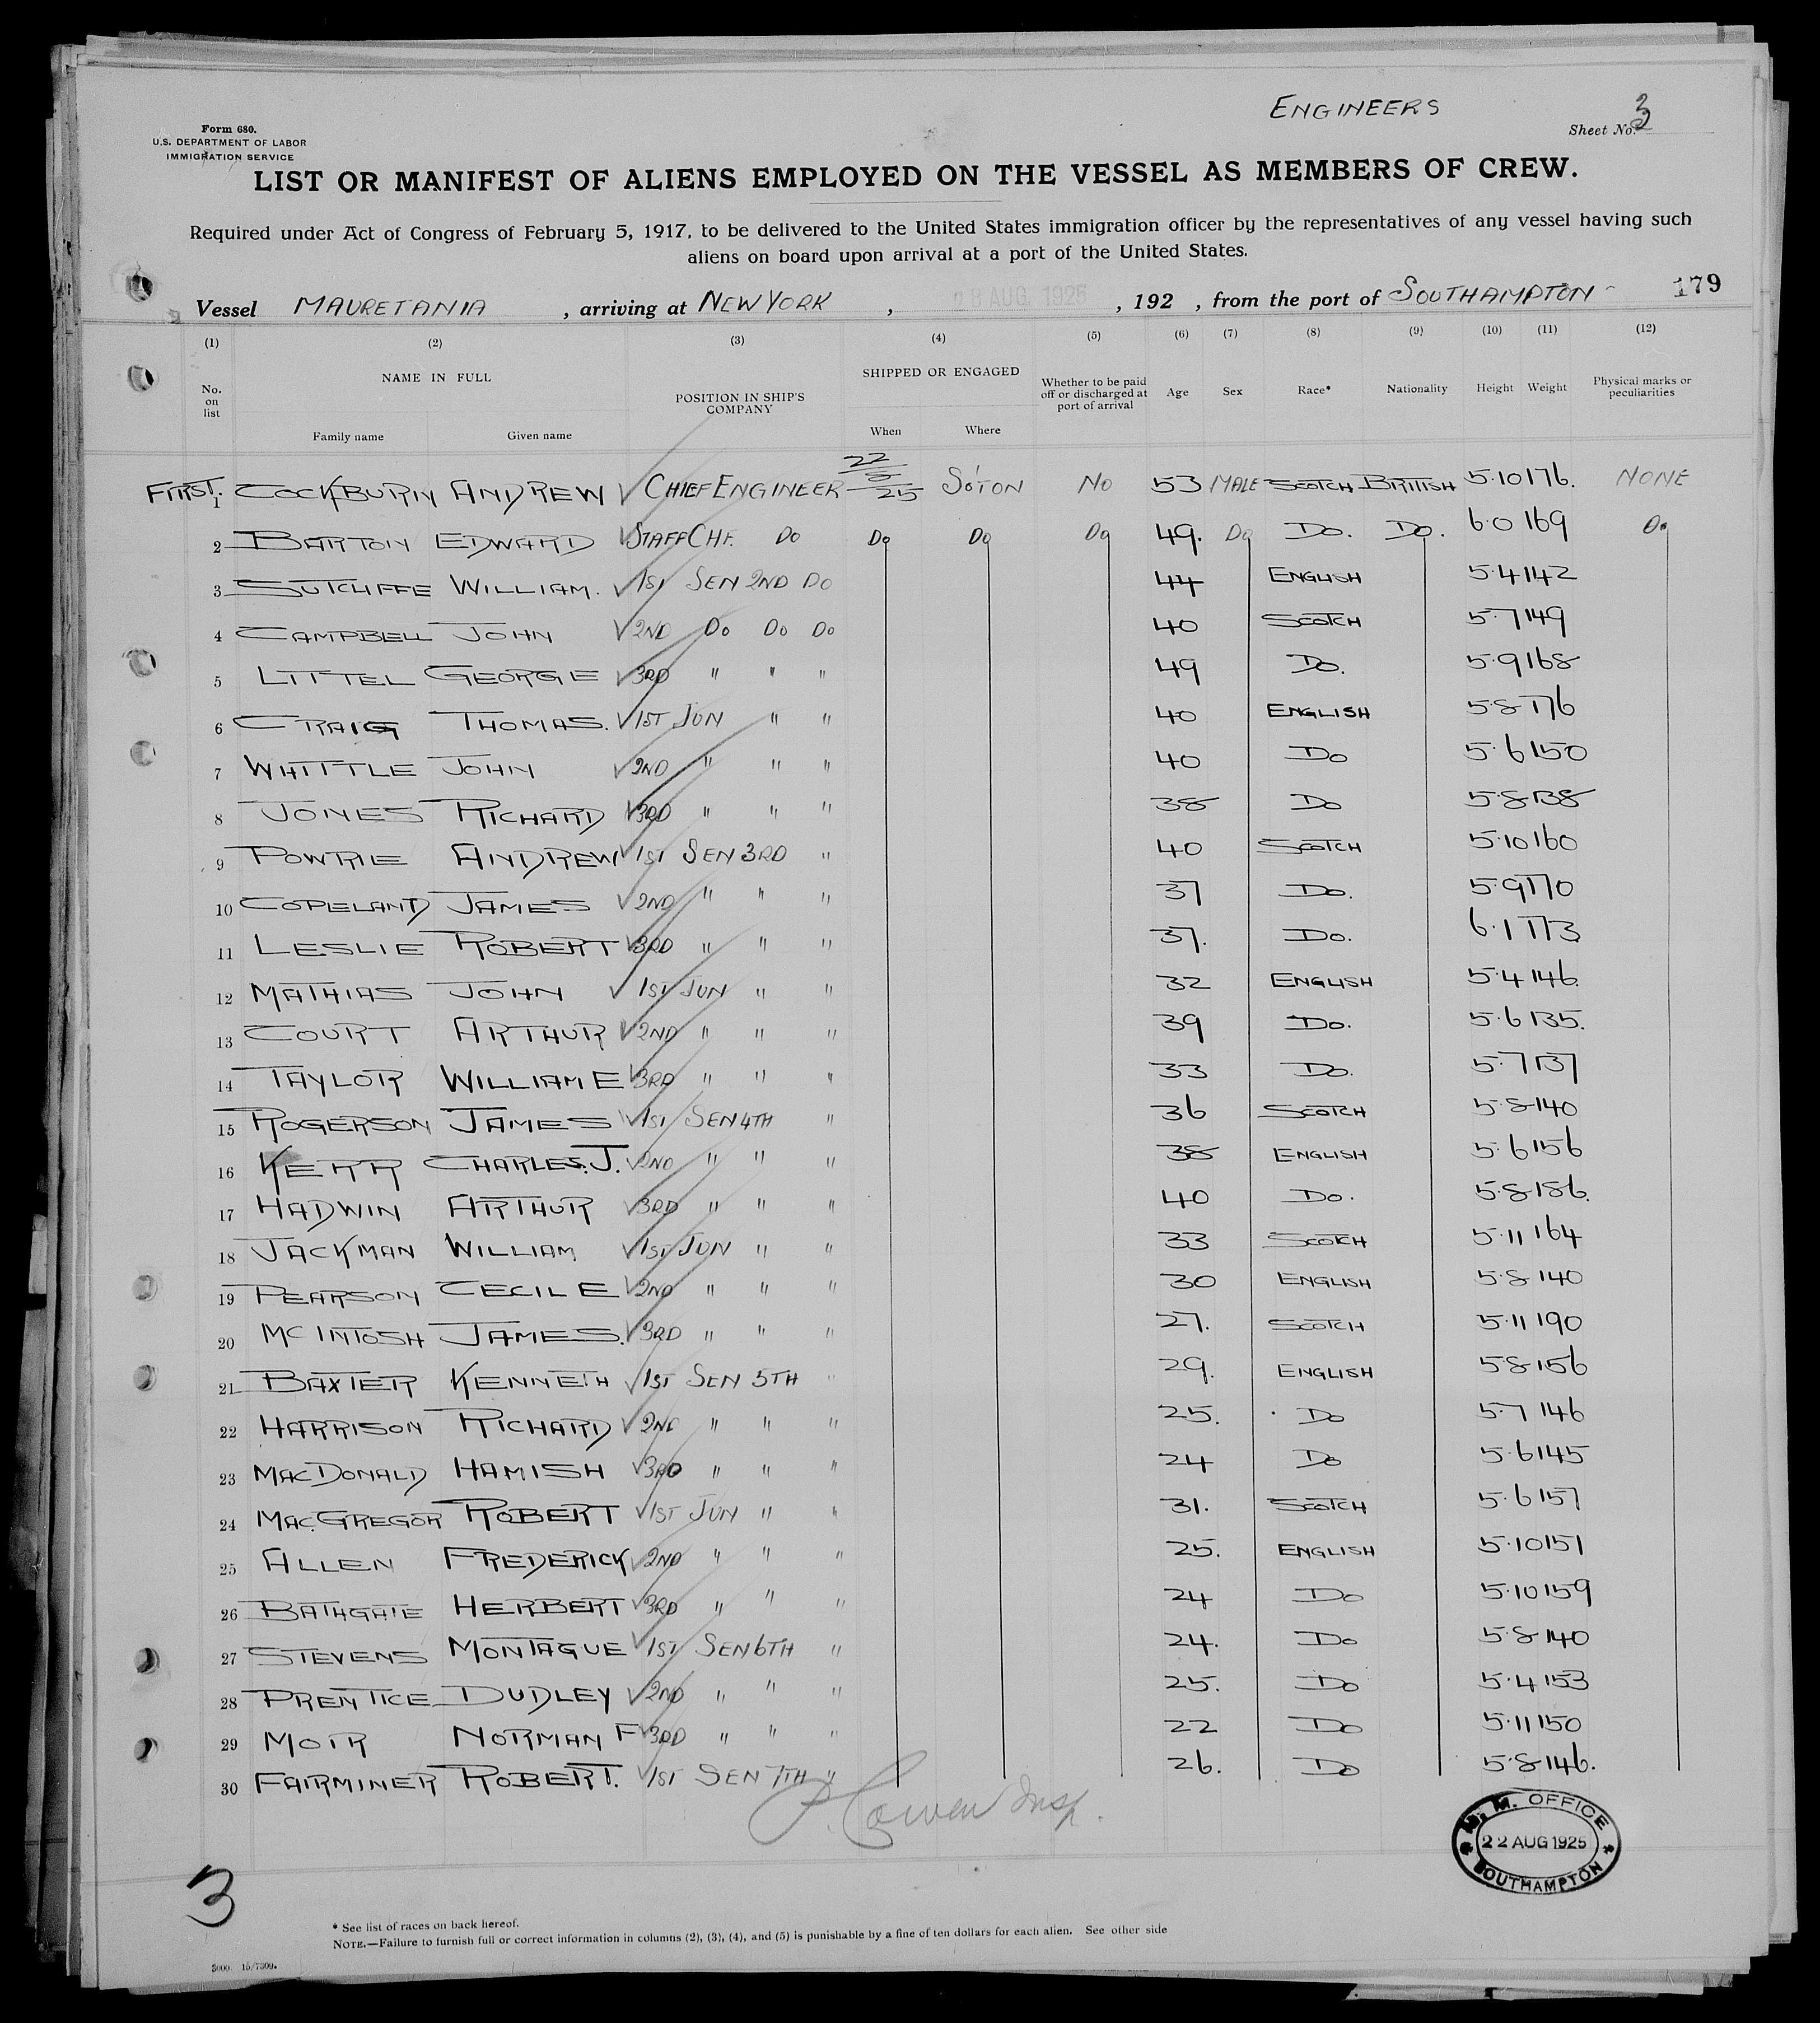 ENGINEERS
Form 680.
U.S. DEPARTMENT OF LABOR
IMMIGRATION SERVICE
Sheet No. 3
LIST OR MANIFEST OF ALIENS EMPLOYED ON THE VESSEL AS MEMBERS OF CREW.
Required under Act of Congress of February 5, 1917, to be delivered to the United States immigration officer by the representatives of any vessel having such
aliens on board upon arrival at a port of the United States.
Vessel MAURETANIA , arriving at NEW YORK , 28 AUG. 1925 , 192 , from the port of SOUTHAMPTON 179
(1) (2) (3) (4) (5) (6) (7) (8) (9) (10) (11) (12)
No. on list NAME IN FULL Family name Given name POSITION IN SHIP'S COMPANY SHIPPED OR ENGAGED When Where Whether to be paid off or discharged at port of arrival Age Sex Race* Nationality Height Weight Physical marks or peculiarities
FIRST. 1 COCKBURN ANDREW √ CHIEF ENGINEER 22/8/25 SO'TON NO 53 MALE SCOTCH BRITISH 5·10 176. NONE
2 BARTON EDWARD √ STAFF CHF. DO DO DO DO 49. DO DO. DO. 6·0 169 DO
3 SUTCLIFFE WILLIAM. √ 1ST SEN 2ND DO 44 ENGLISH 5·4 142
4 CAMPBELL JOHN √ 2ND DO DO DO 40 SCOTCH 5·7 149
5 LITTEL GEORGE √ 3RD " " " 49 DO. 5·9 168
6 CRAIG THOMAS. √ 1ST JUN " " 40 ENGLISH 5·8 176
7 WHITTLE JOHN √ 2ND " " " 40 DO 5·6 150
8 JONES RICHARD √ 3RD " " " 38 DO 5·8 138
9 POWRIE ANDREW √ 1ST SEN 3RD " 40 SCOTCH 5·10 160
10 COPELAND JAMES √ 2ND " " " 37 DO. 5·9 170
11 LESLIE ROBERT √ 3RD " " " 37. DO. 6·1 173
12 MATHIAS JOHN √ 1ST JUN " " 32 ENGLISH 5·4 146.
13 COURT ARTHUR √ 2ND " " " 39 DO. 5·6 135.
14 TAYLOR WILLIAM E √ 3RD " " " 33 DO. 5·7 137
15 ROGERSON JAMES √ 1ST SEN 4TH " 36 SCOTCH 5·8 140
16 KERR CHARLES. J. √ 2ND " " " 38 ENGLISH 5·6 156
17 HADWIN ARTHUR √ 3RD " " " 40 DO. 5·8 186.
18 JACKMAN WILLIAM √ 1ST JUN " " 33 SCOTCH 5·11 164
19 PEARSON CECIL E √ 2ND " " " 30 ENGLISH 5·8 140
20 MCINTOSH JAMES. √ 3RD " " " 27. SCOTCH 5·11 190
21 BAXTER KENNETH √ 1ST SEN 5TH " 29. ENGLISH 5·8 156
22 HARRISON RICHARD √ 2ND " " " 25. DO 5·7 146
23 MACDONALD HAMISH √ 3RD " " " 24 DO 5·6 145
24 MAC.GREGOR ROBERT √ 1ST JUN " " 31. SCOTCH 5·6 157
25 ALLEN FREDERICK √ 2ND " " " 25. ENGLISH 5·10 151
26 BATHGATE HERBERT √ 3RD " " " 24 DO 5·10 159
27 STEVENS MONTAGUE √ 1ST SEN 6TH " 24. DO 5·8 140
28 PRENTICE DUDLEY √ 2ND " " " 25. DO 5·4 153
29 MOIR NORMAN F √ 3RD " " " 22 DO 5·11 150
30 FAIRMINER ROBERT. √ 1ST SEN 7TH " 26. DO 5·8 146.
Cowen Insp.
M. M. OFFICE
22 AUG 1925
SOUTHAMPTON
3
* See list of races on back hereof.
NOTE.—Failure to furnish full or correct information in columns (2), (3), (4), and (5) is punishable by a fine of ten dollars for each alien. See other side
5000 15/7309.